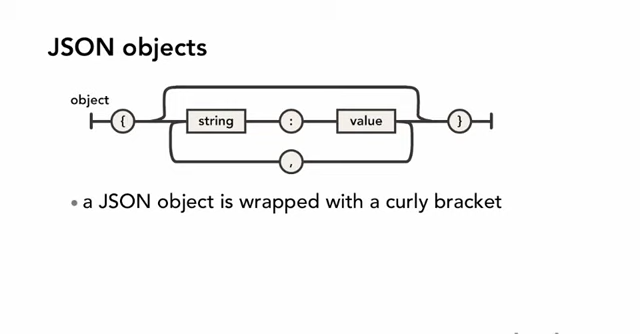 JSON objects
object
{ string : value }
,
• a JSON object is wrapped with a curly bracket